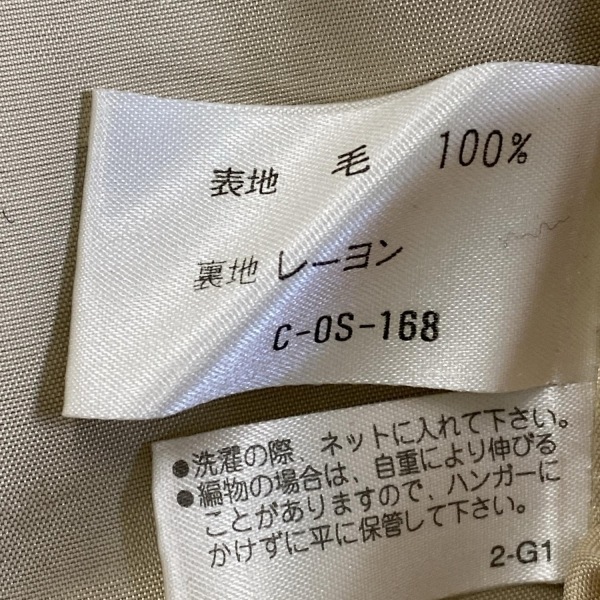 表地 毛 100%
裏地 レーヨン
C-OS-168
●洗濯の際、ネットに入れて下さい。
●編物の場合は、自重により伸びる
ことがありますので、ハンガーに
かけずに平に保管して下さい。
2-G1